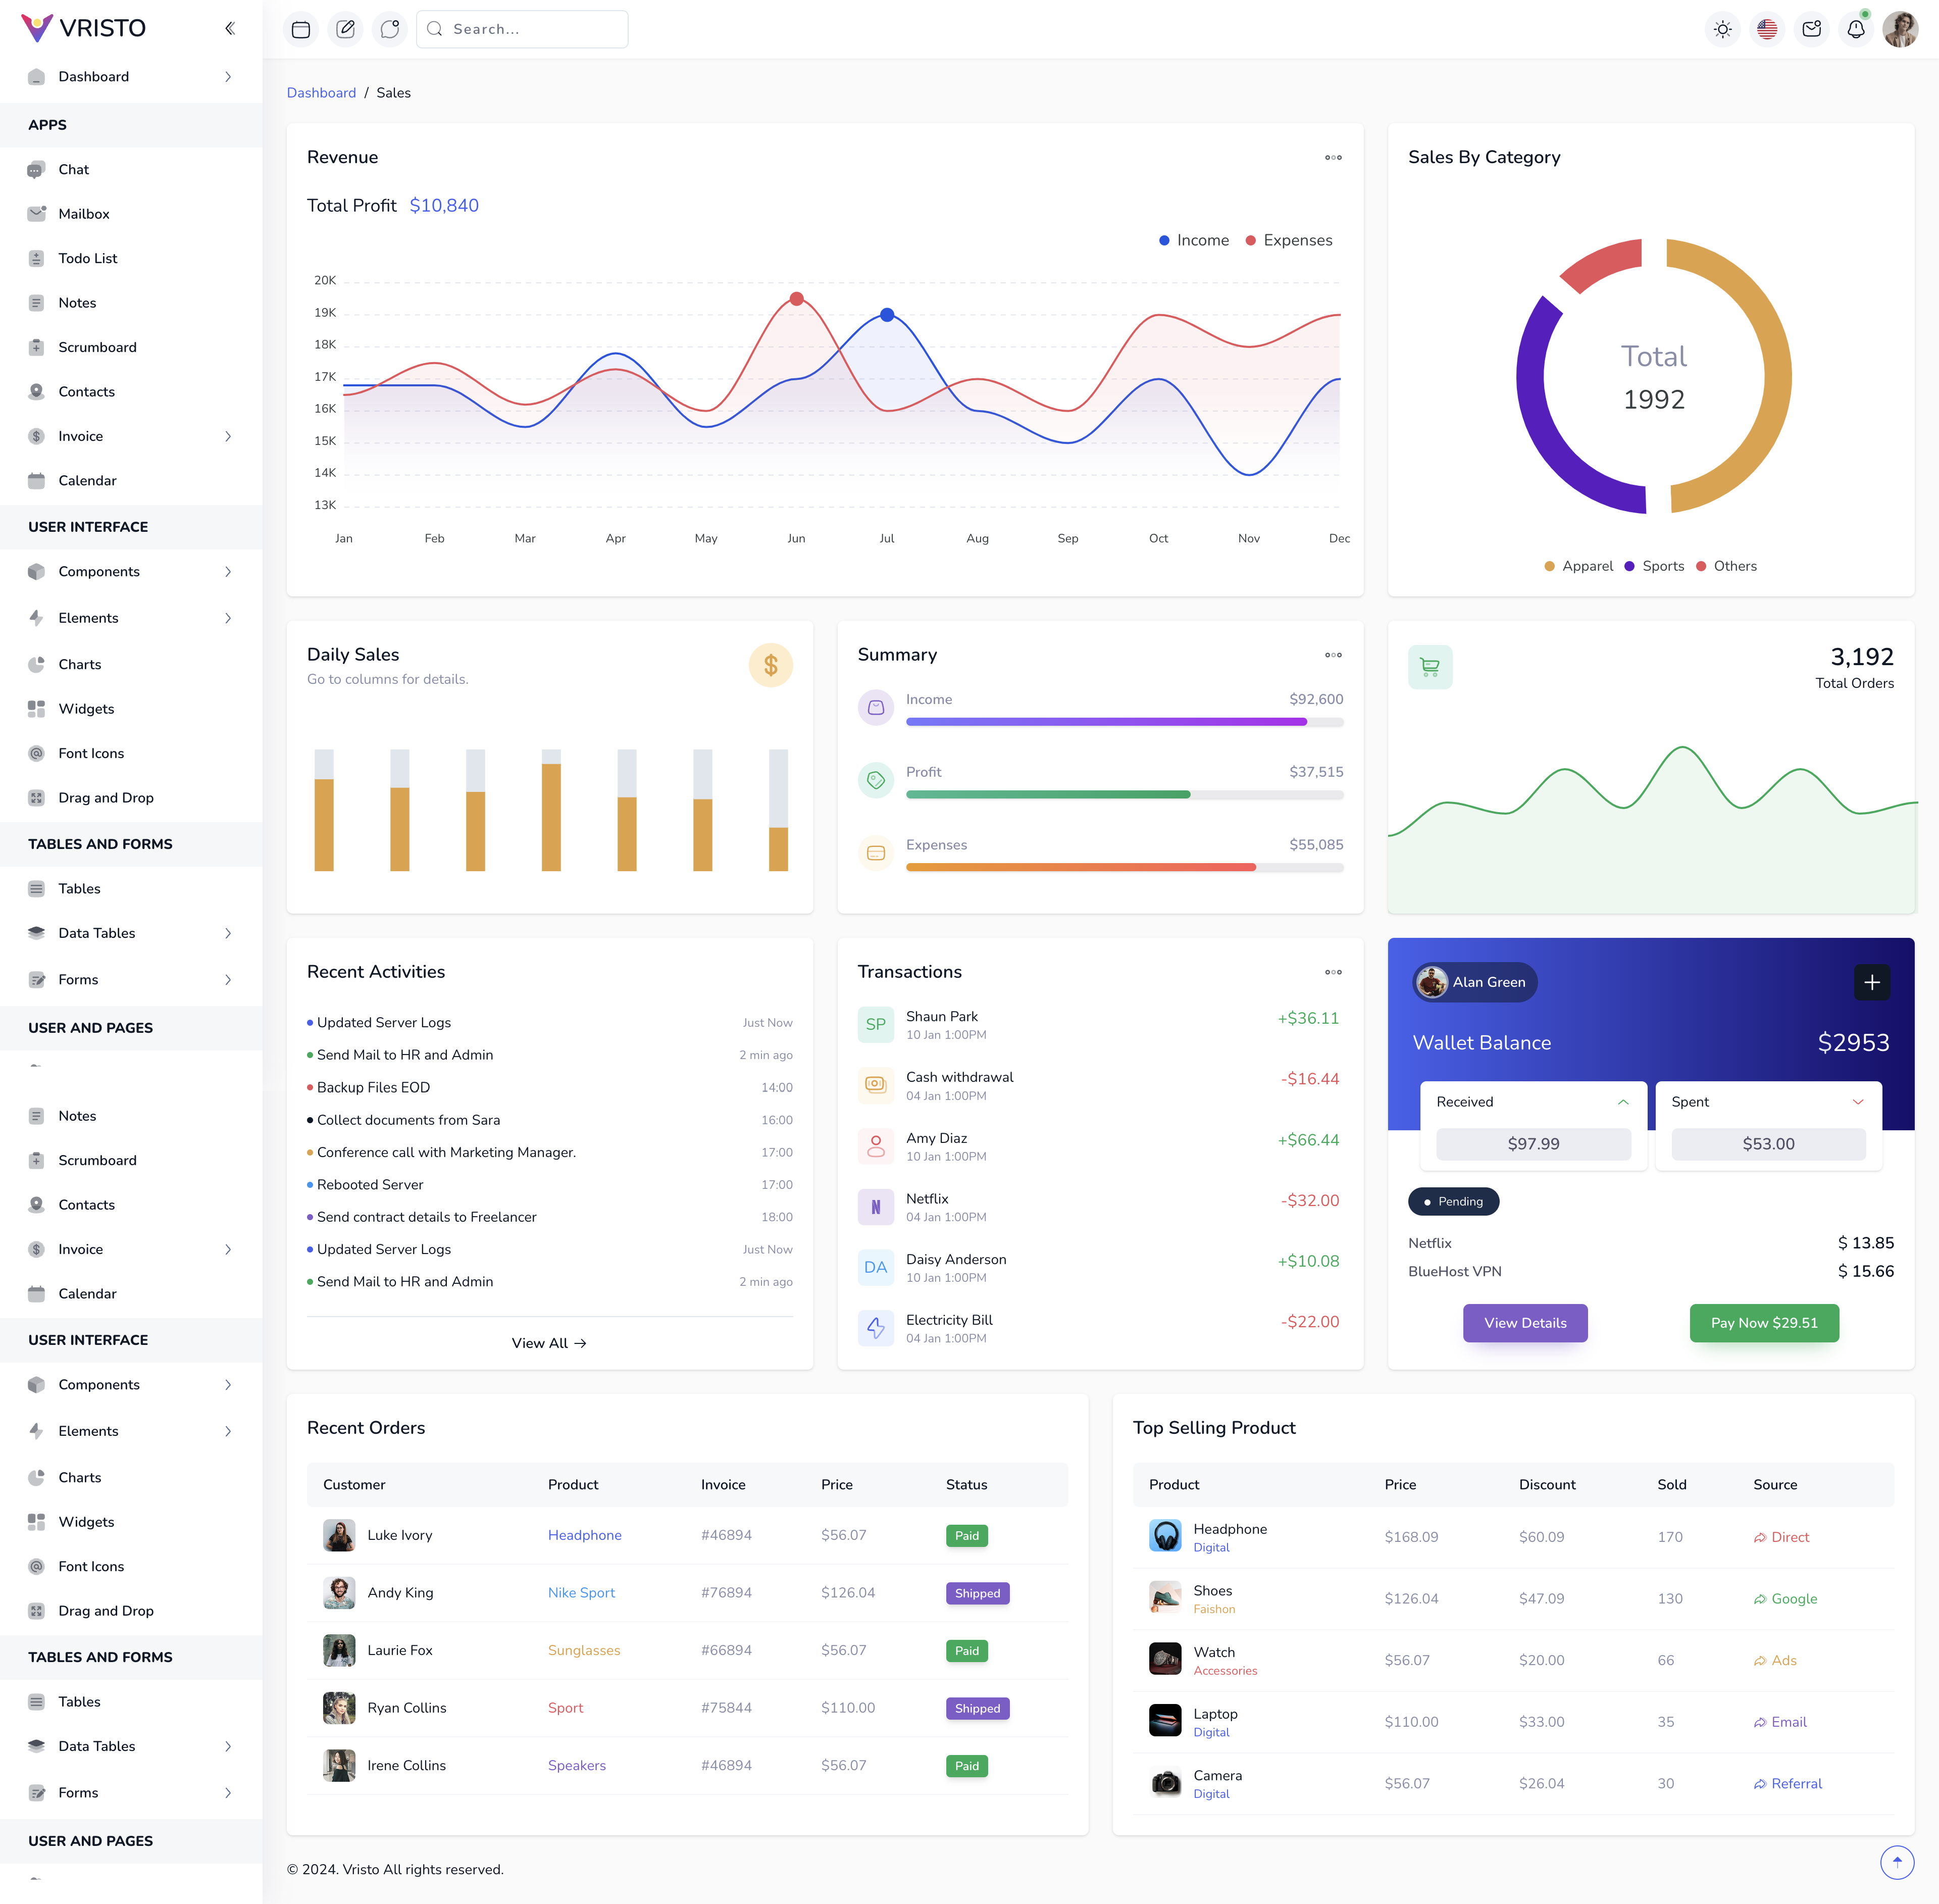 VRISTO
Dashboard
APPS
Chat
Mailbox
Todo List
Notes
Scrumboard
Contacts
Invoice
Calendar
USER INTERFACE
Components
Elements
Charts
Widgets
Font Icons
Drag and Drop
TABLES AND FORMS
Tables
Data Tables
Forms
USER AND PAGES
Notes
Scrumboard
Contacts
Invoice
Calendar
USER INTERFACE
Components
Elements
Charts
Widgets
Font Icons
Drag and Drop
TABLES AND FORMS
Tables
Data Tables
Forms
USER AND PAGES
Search...
Dashboard / Sales
Revenue
Total Profit $10,840
Income Expenses
20K
19K
18K
17K
16K
15K
14K
13K
Jan Feb Mar Apr May Jun Jul Aug Sep Oct Nov Dec
Sales By Category
Total
1992
Apparel Sports Others
Daily Sales
Go to columns for details.
$
Summary
Income $92,600
Profit $37,515
Expenses $55,085
3,192
Total Orders
Recent Activities
Updated Server Logs Just Now
Send Mail to HR and Admin 2 min ago
Backup Files EOD 14:00
Collect documents from Sara 16:00
Conference call with Marketing Manager. 17:00
Rebooted Server 17:00
Send contract details to Freelancer 18:00
Updated Server Logs Just Now
Send Mail to HR and Admin 2 min ago
View All
Transactions
SP Shaun Park +$36.11
10 Jan 1:00PM
Cash withdrawal -$16.44
04 Jan 1:00PM
Amy Diaz +$66.44
10 Jan 1:00PM
N Netflix -$32.00
04 Jan 1:00PM
DA Daisy Anderson +$10.08
10 Jan 1:00PM
Electricity Bill -$22.00
04 Jan 1:00PM
Alan Green
Wallet Balance $2953
Received Spent
$97.99 $53.00
Pending
Netflix $ 13.85
BlueHost VPN $ 15.66
View Details Pay Now $29.51
Recent Orders
Customer Product Invoice Price Status
Luke Ivory Headphone #46894 $56.07 Paid
Andy King Nike Sport #76894 $126.04 Shipped
Laurie Fox Sunglasses #66894 $56.07 Paid
Ryan Collins Sport #75844 $110.00 Shipped
Irene Collins Speakers #46894 $56.07 Paid
Top Selling Product
Product Price Discount Sold Source
Headphone $168.09 $60.09 170 Direct
Digital
Shoes $126.04 $47.09 130 Google
Faishon
Watch $56.07 $20.00 66 Ads
Accessories
Laptop $110.00 $33.00 35 Email
Digital
Camera $56.07 $26.04 30 Referral
Digital
© 2024. Vristo All rights reserved.